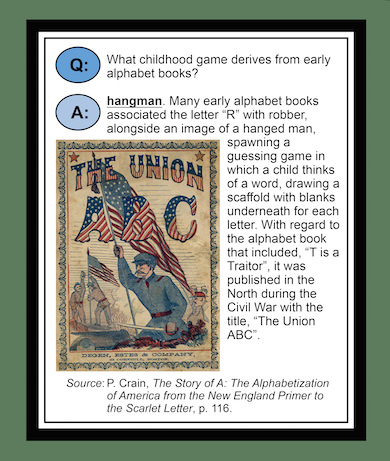 Q:
What childhood game derives from early
alphabet books?
A:
hangman. Many early alphabet books
associated the letter “R” with robber,
alongside an image of a hanged man,
spawning a
guessing game in
which a child thinks
of a word, drawing a
scaffold with blanks
underneath for each
letter. With regard to
the alphabet book
that included, “T is a
Traitor”, it was
published in the
North during the
Civil War with the
title, “The Union
ABC”.
THE UNION
ABC
DEGEN, ESTES & COMPANY,
Source: P. Crain, The Story of A: The Alphabetization
of America from the New England Primer to
the Scarlet Letter, p. 116.